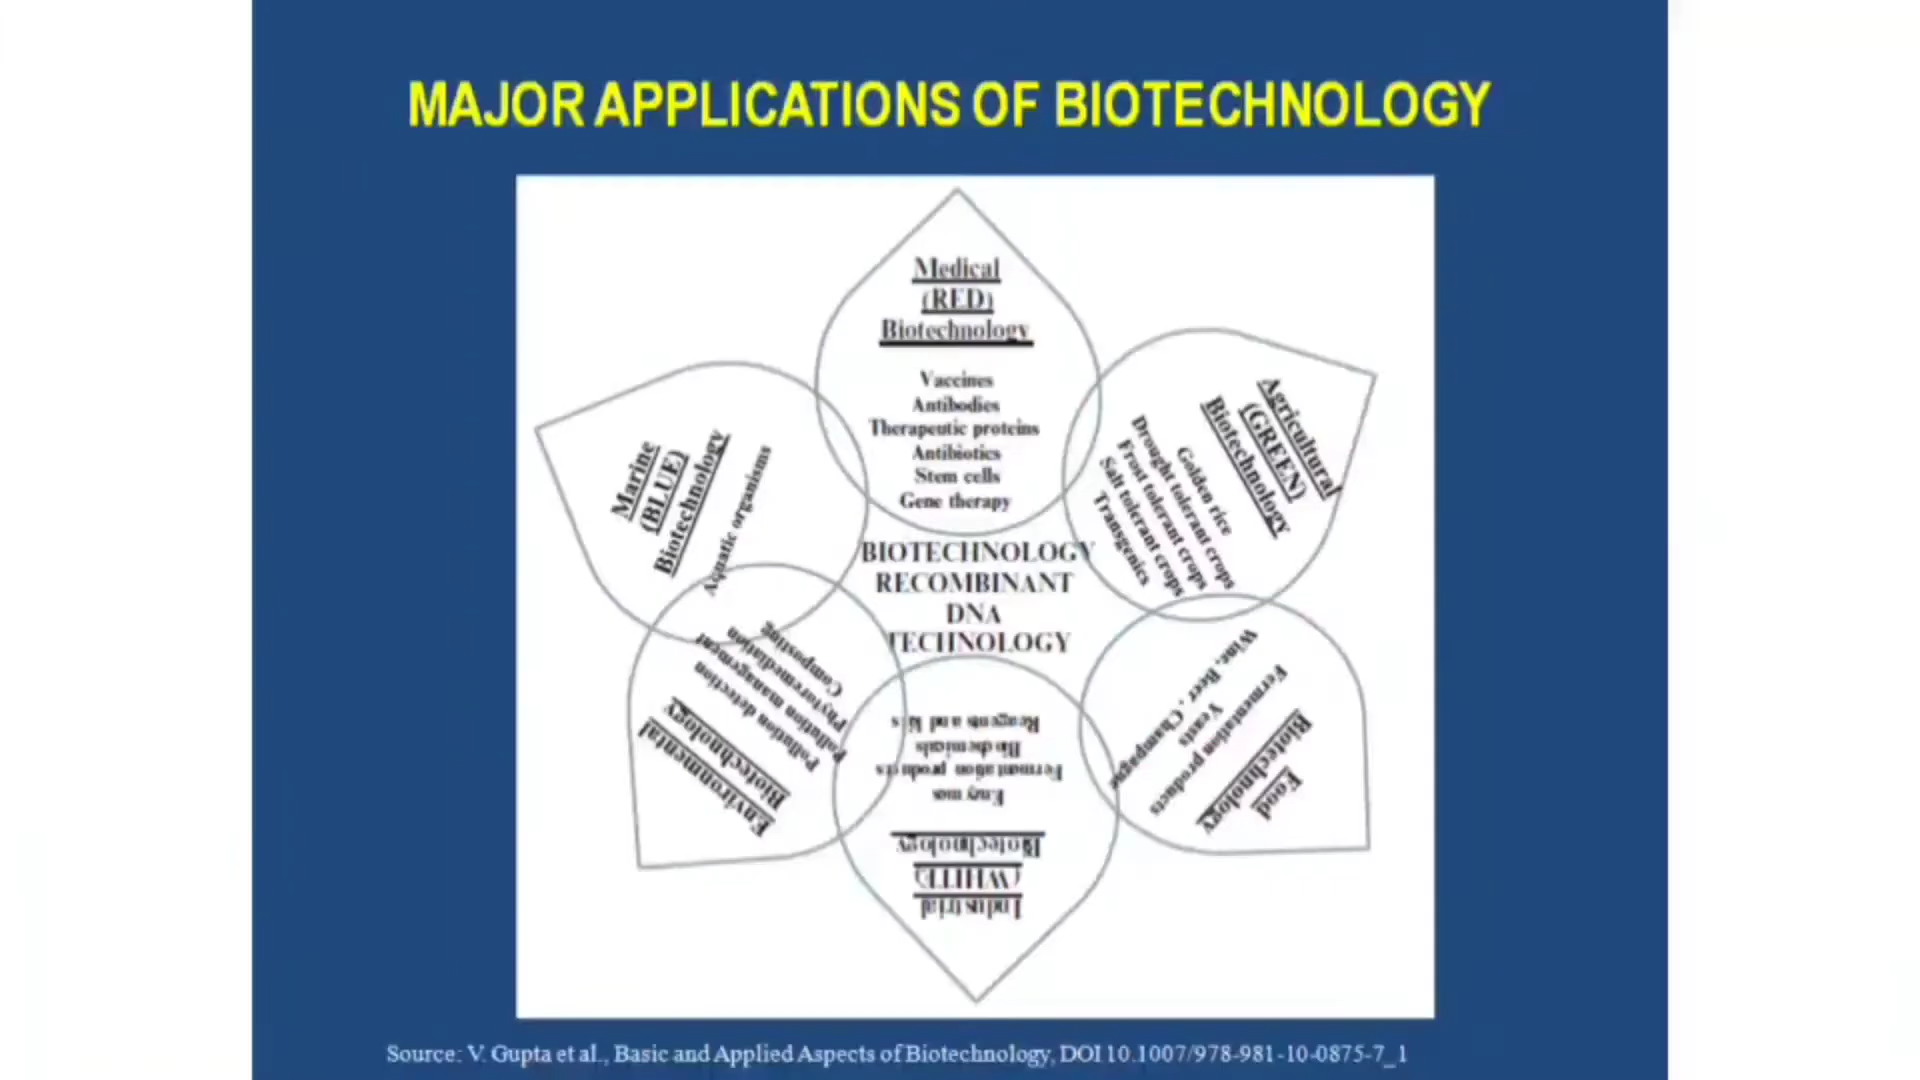 MAJOR APPLICATIONS OF BIOTECHNOLOGY
Medical
(RED)
Biotechnology
Vaccines
Antibodies
Therapeutic proteins
Antibiotics
Stem cells
Gene therapy
Agricultural
(GREEN)
Biotechnology
Golden rice
Drought tolerant crops
Frost tolerant crops
Salt tolerant crops
Transgenics
Food
Biotechnology
Fermentation products
Yeasts
Wine, Beer, Champagne
Industrial
(WHITE)
Biotechnology
Enzymes
Fermentation products
Biochemicals
Reagents and kits
Environmental
Biotechnology
Pollution detection
Pollution management
Phytoremediation
Composting
Marine
(BLUE)
Biotechnology
Aquatic organisms
BIOTECHNOLOGY
RECOMBINANT
DNA
TECHNOLOGY
Source: V. Gupta et al., Basic and Applied Aspects of Biotechnology, DOI 10.1007/978-981-10-0875-7_1